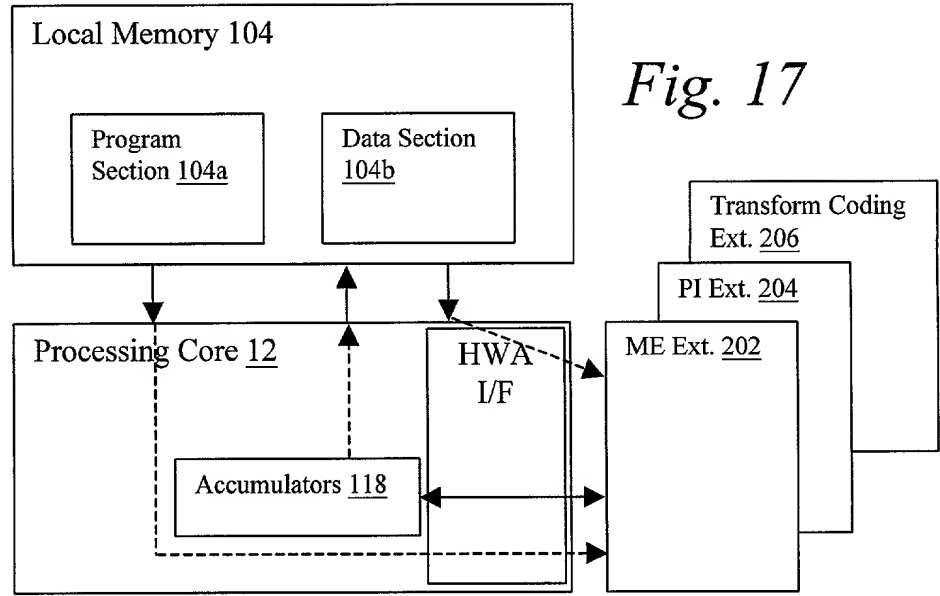 Local Memory 104
Fig. 17
Program
Section 104a
Data Section
104b
Transform Coding
Ext. 206
PI Ext. 204
ME Ext. 202
Processing Core 12
HWA
I/F
Accumulators 118